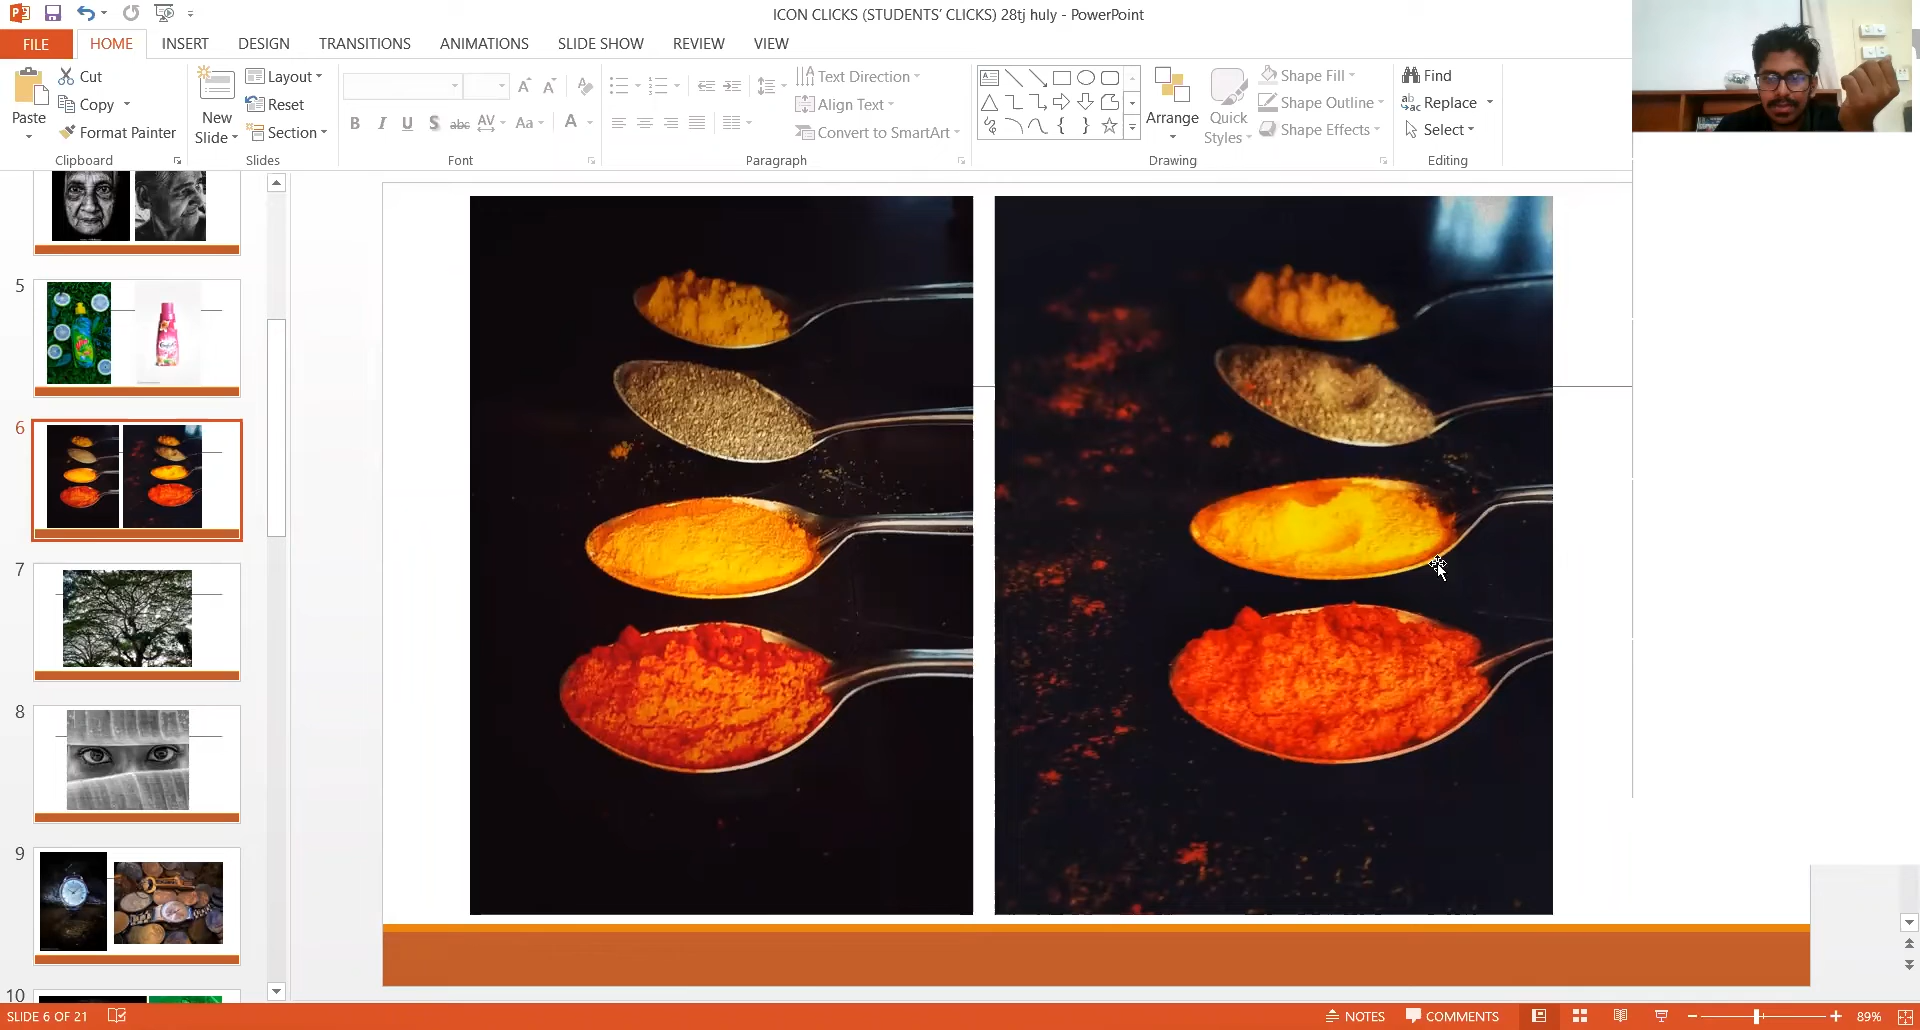 ICON CLICKS (STUDENTS' CLICKS) 28tj huly - PowerPoint
FILE HOME INSERT DESIGN TRANSITIONS ANIMATIONS SLIDE SHOW REVIEW VIEW
Paste
Cut
Copy
Format Painter
Clipboard
New
Slide
Layout
Reset
Section
Slides
B I U S abc AV Aa A
Font
Text Direction
Align Text
Convert to SmartArt
Paragraph
Arrange
Quick
Styles
Shape Fill
Shape Outline
Shape Effects
Drawing
Find
Replace
Select
Editing
5
6
7
8
9
10
SLIDE 6 OF 21
NOTES COMMENTS 89%